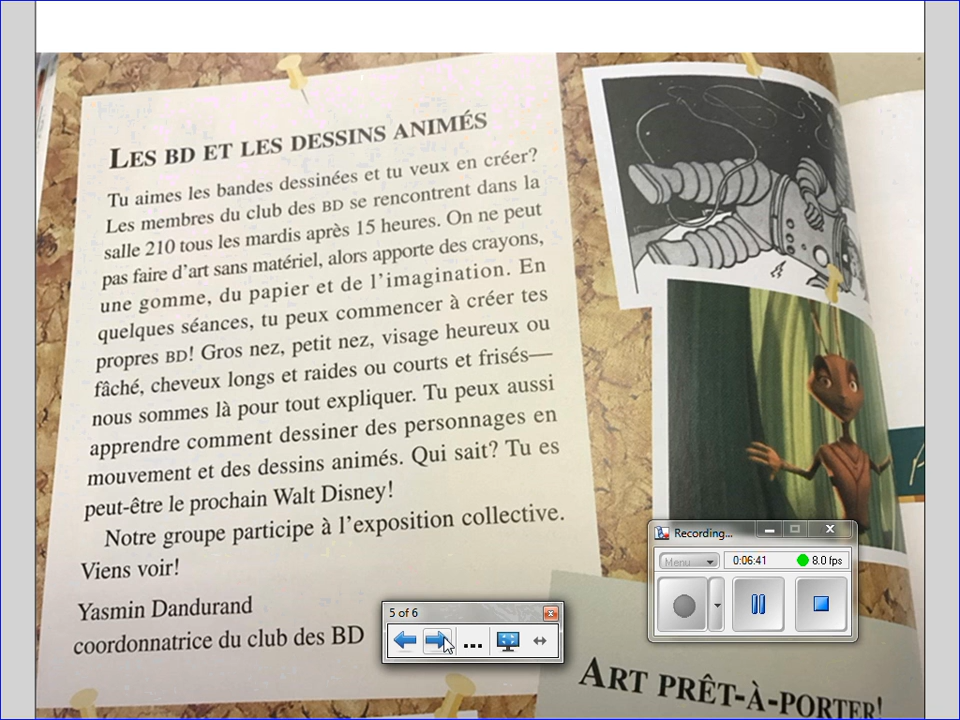 LES BD ET LES DESSINS ANIMÉS
Tu aimes les bandes dessinées et tu veux en créer?
Les membres du club des BD se rencontrent dans la
salle 210 tous les mardis après 15 heures. On ne peut
pas faire d'art sans matériel, alors apporte des crayons,
une gomme, du papier et de l'imagination. En
quelques séances, tu peux commencer à créer tes
propres BD! Gros nez, petit nez, visage heureux ou
fâché, cheveux longs et raides ou courts et frisés—
nous sommes là pour tout expliquer. Tu peux aussi
apprendre comment dessiner des personnages en
mouvement et des dessins animés. Qui sait? Tu es
peut-être le prochain Walt Disney!
Notre groupe participe à l'exposition collective.
Viens voir!
Yasmin Dandurand
coordonnatrice du club des BD
ART PRÊT-À-PORTER!
Recording...
Menu
0:06:41
8.0 fps
5 of 6
...